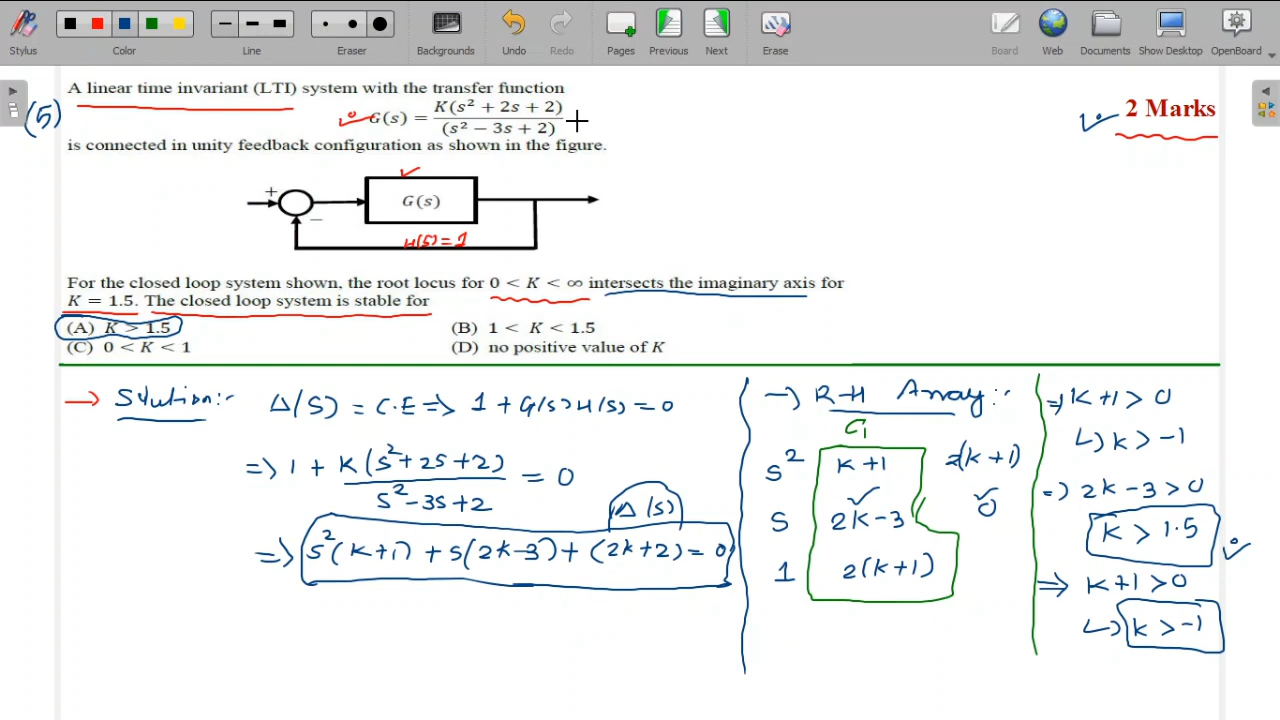 Stylus Color Line Eraser Backgrounds Undo Redo Pages Previous Next Erase Board Web Documents Show Desktop OpenBoard
(5)
A linear time invariant (LTI) system with the transfer function
G(s) = K(s² + 2s + 2) / (s² − 3s + 2)
2 Marks
is connected in unity feedback configuration as shown in the figure.
+
G(s)
−
H(s) = 1
For the closed loop system shown, the root locus for 0 < K < ∞ intersects the imaginary axis for
K = 1.5. The closed loop system is stable for
(A) K > 1.5 (B) 1 < K < 1.5
(C) 0 < K < 1 (D) no positive value of K
→ Solution:-
Δ(s) = C.E => 1 + G(s)H(s) = 0
=> 1 + K(s²+2s+2) / s²-3s+2 = 0
Δ(s)
=> s²(K+1) + s(2K-3) + (2K+2) = 0
→ R-H Array:-
C1
s² K+1 2(K+1)
s 2K-3 0
1 2(K+1)
=> K+1 > 0
↳ K > -1
=> 2K-3 > 0
K > 1.5
=> K+1 > 0
↳ K > -1